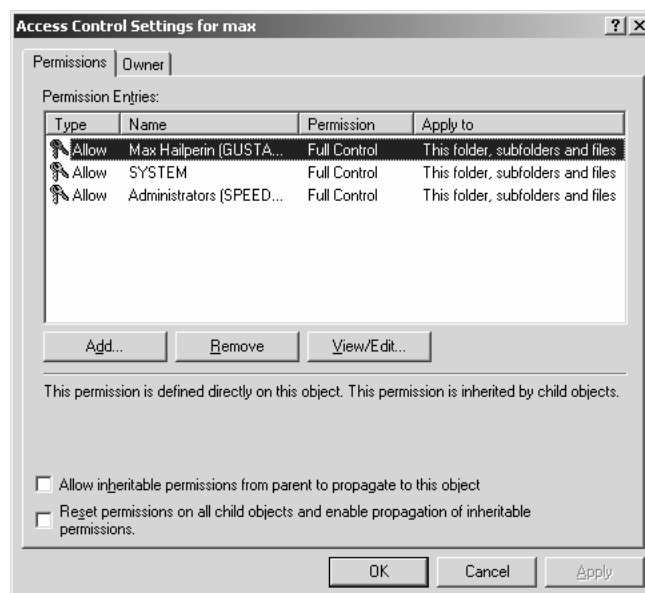 Access Control Settings for max
Permissions Owner
Permission Entries:
Type Name Permission Apply to
Allow Max Hailperin (GUSTA... Full Control This folder, subfolders and files
Allow SYSTEM Full Control This folder, subfolders and files
Allow Administrators (SPEED... Full Control This folder, subfolders and files
Add... Remove View/Edit...
This permission is defined directly on this object. This permission is inherited by child objects.
Allow inheritable permissions from parent to propagate to this object
Reset permissions on all child objects and enable propagation of inheritable
permissions.
OK Cancel Apply